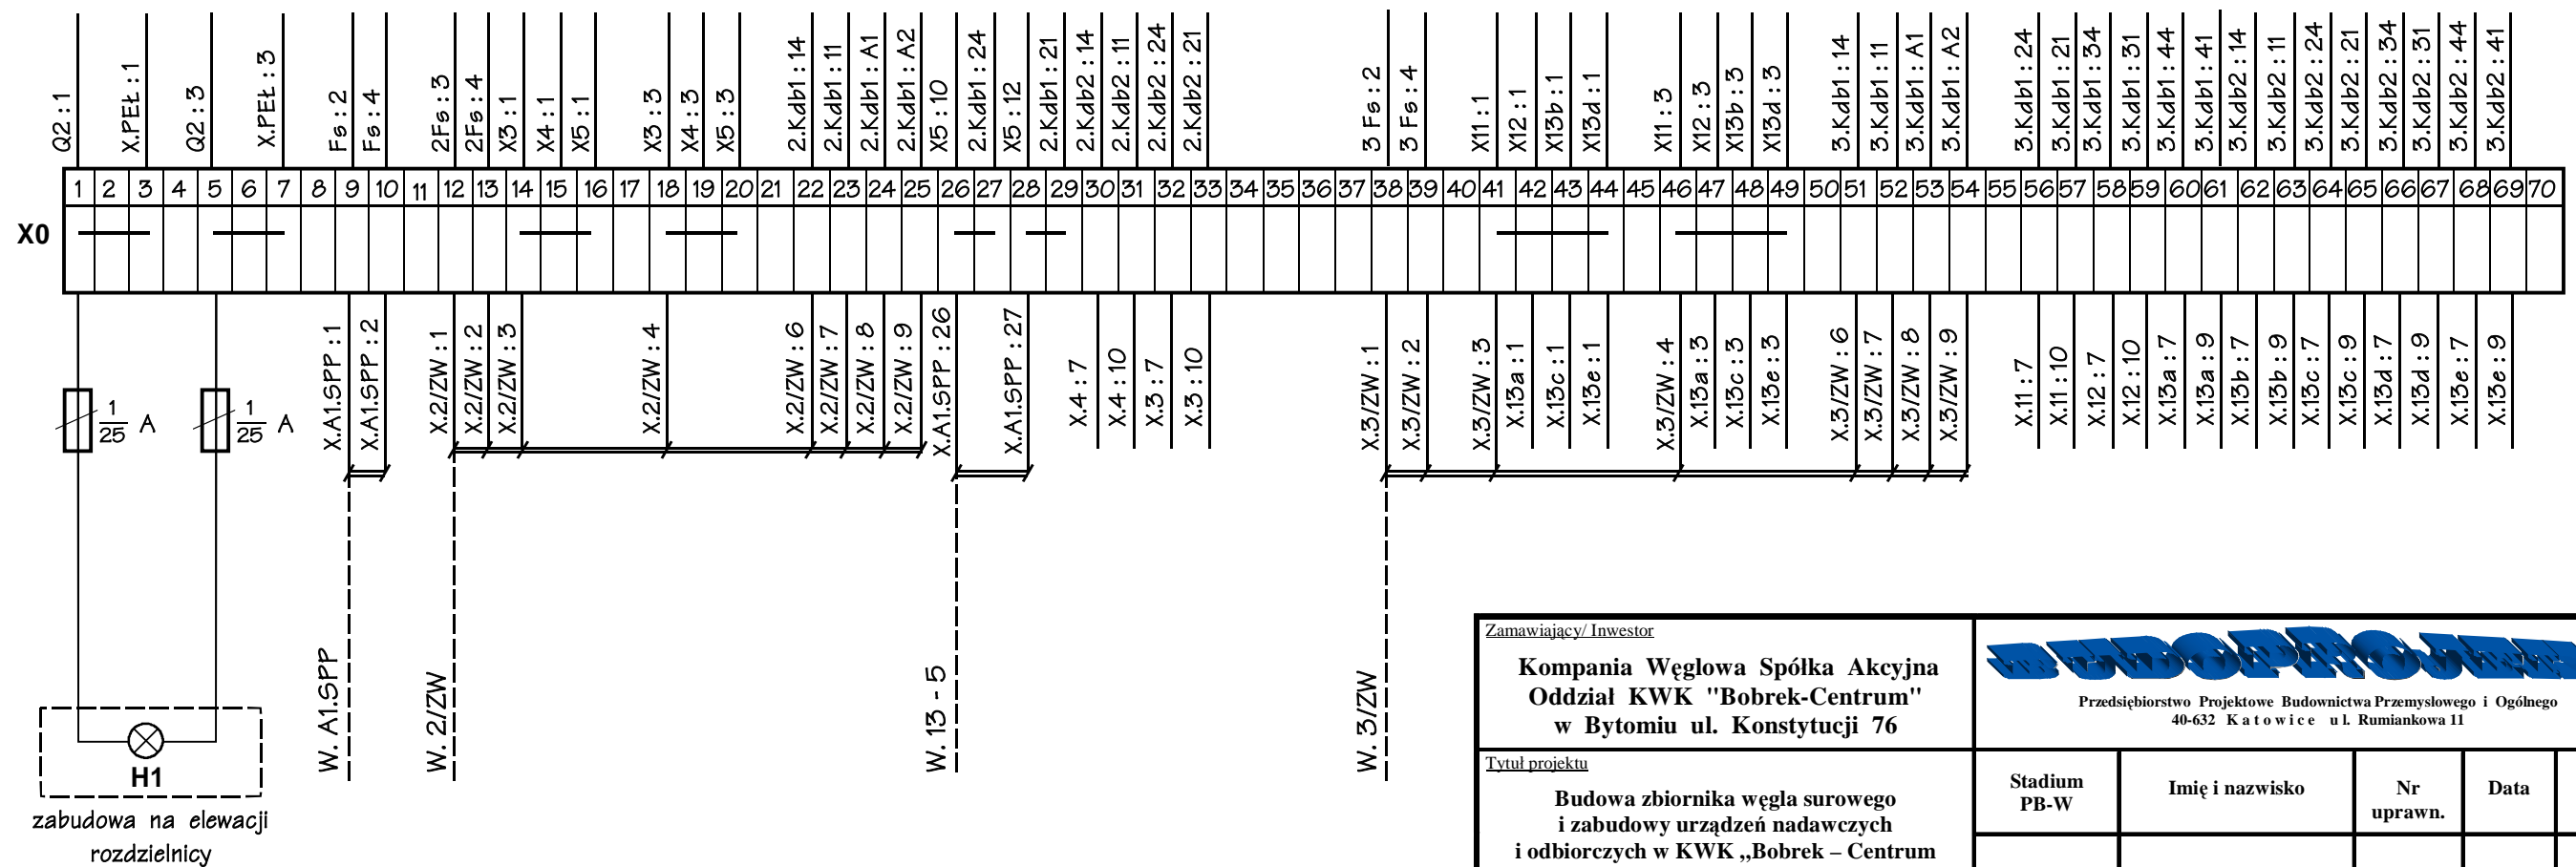 Q2 : 1
X.PEŁ : 1
Q2 : 3
X.PEŁ : 3
Fs : 2
Fs : 4
2Fs : 3
2Fs : 4
X3 : 1
X4 : 1
X5 : 1
X3 : 3
X4 : 3
X5 : 3
2.Kdb1 : 14
2.Kdb1 : 11
2.Kdb1 : A1
2.Kdb1 : A2
X5 : 10
2.Kdb1 : 24
X5 : 12
2.Kdb1 : 21
2.Kdb2 : 14
2.Kdb2 : 11
2.Kdb2 : 24
2.Kdb2 : 21
3 Fs : 2
3 Fs : 4
X11 : 1
X12 : 1
X13b : 1
X13d : 1
X11 : 3
X12 : 3
X13b : 3
X13d : 3
3.Kdb1 : 14
3.Kdb1 : 11
3.Kdb1 : A1
3.Kdb1 : A2
3.Kdb1 : 24
3.Kdb1 : 21
3.Kdb1 : 34
3.Kdb1 : 31
3.Kdb1 : 44
3.Kdb1 : 41
3.Kdb2 : 14
3.Kdb2 : 11
3.Kdb2 : 24
3.Kdb2 : 21
3.Kdb2 : 34
3.Kdb2 : 31
3.Kdb2 : 44
3.Kdb2 : 41
1 2 3 4 5 6 7 8 9 10 11 12 13 14 15 16 17 18 19 20 21 22 23 24 25 26 27 28 29 30 31 32 33 34 35 36 37 38 39 40 41 42 43 44 45 46 47 48 49 50 51 52 53 54 55 56 57 58 59 60 61 62 63 64 65 66 67 68 69 70
X0
X.A1.SPP : 1
X.A1.SPP : 2
X.2/ZW : 1
X.2/ZW : 2
X.2/ZW : 3
X.2/ZW : 4
X.2/ZW : 6
X.2/ZW : 7
X.2/ZW : 8
X.2/ZW : 9
X.A1.SPP : 26
X.A1.SPP : 27
X.4 : 7
X.4 : 10
X.3 : 7
X.3 : 10
X.3/ZW : 1
X.3/ZW : 2
X.3/ZW : 3
X.13a : 1
X.13c : 1
X.13e : 1
X.3/ZW : 4
X.13a : 3
X.13c : 3
X.13e : 3
X.3/ZW : 6
X.3/ZW : 7
X.3/ZW : 8
X.3/ZW : 9
X.11 : 7
X.11 : 10
X.12 : 7
X.12 : 10
X.13a : 7
X.13a : 9
X.13b : 7
X.13b : 9
X.13c : 7
X.13c : 9
X.13d : 7
X.13d : 9
X.13e : 7
X.13e : 9
1/25 A
1/25 A
W. A1.SPP
W. 2/ZW
W. 13 - 5
W. 3/ZW
H1
zabudowa na elewacji
rozdzielnicy
Zamawiający/ Inwestor
Kompania Węglowa Spółka Akcyjna
Oddział KWK "Bobrek-Centrum"
w Bytomiu ul. Konstytucji 76
BUDOPROJEKT
Przedsiębiorstwo Projektowe Budownictwa Przemysłowego i Ogólnego
40-632 Katowice ul. Rumiankowa 11
Tytuł projektu
Budowa zbiornika węgla surowego
i zabudowy urządzeń nadawczych
i odbiorczych w KWK „Bobrek – Centrum
Stadium
PB-W
Imię i nazwisko
Nr
uprawn.
Data